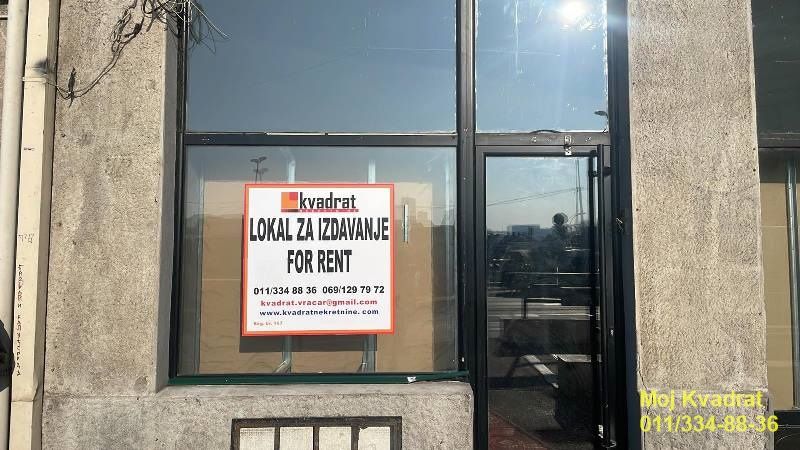 kvadrat
NEKRETNINE
LOKAL ZA IZDAVANJE
FOR RENT
011/334 88 36 069/129 79 72
kvadrat.vracar@gmail.com
www.kvadratnekretnine.com
Moj Kvadrat
011/334-88-36